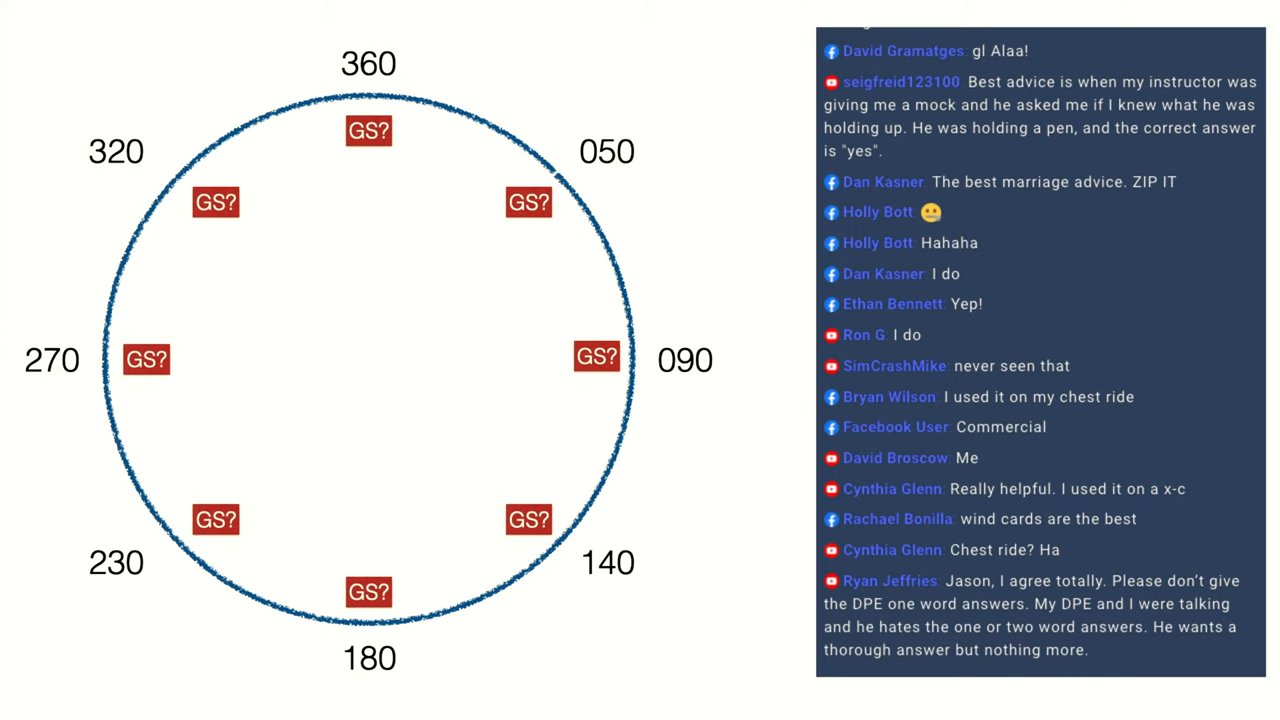 360
320
050
GS?
GS?
GS?
270
GS?
GS?
090
GS?
GS?
230
140
GS?
180
David Gramatges: gl Alaa!
seigfreid123100: Best advice is when my instructor was
giving me a mock and he asked me if I knew what he was
holding up. He was holding a pen, and the correct answer
is "yes".
Dan Kasner: The best marriage advice. ZIP IT
Holly Bott: 🤐
Holly Bott: Hahaha
Dan Kasner: I do
Ethan Bennett: Yep!
Ron G: I do
SimCrashMike: never seen that
Bryan Wilson: I used it on my chest ride
Facebook User: Commercial
David Broscow: Me
Cynthia Glenn: Really helpful. I used it on a x-c
Rachael Bonilla: wind cards are the best
Cynthia Glenn: Chest ride? Ha
Ryan Jeffries: Jason, I agree totally. Please don't give
the DPE one word answers. My DPE and I were talking
and he hates the one or two word answers. He wants a
thorough answer but nothing more.